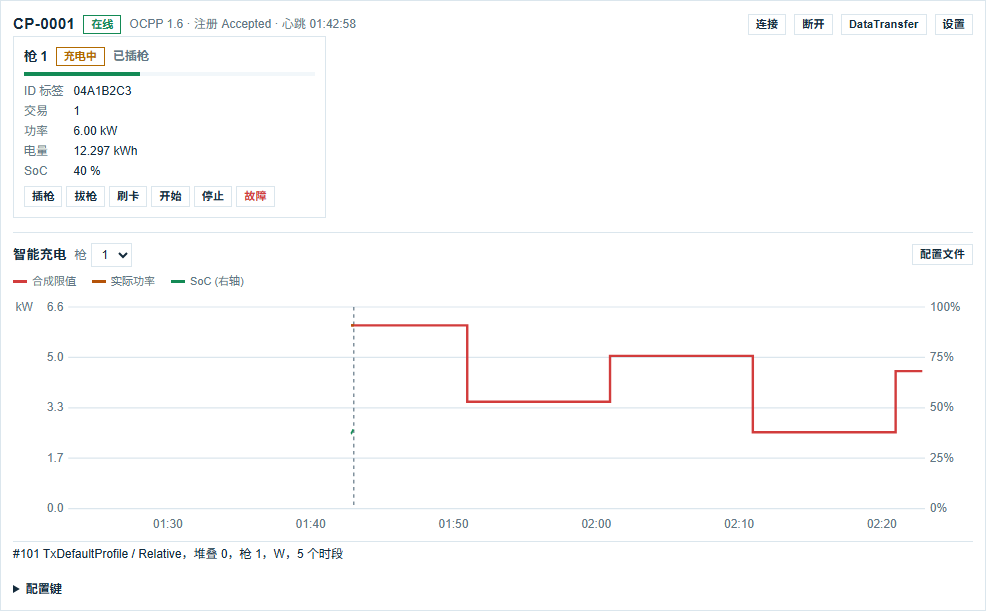 CP-0001 在线 OCPP 1.6 · 注册 Accepted · 心跳 01:42:58 连接 断开 DataTransfer 设置
枪 1 充电中 已插枪
ID 标签 04A1B2C3
交易 1
功率 6.00 kW
电量 12.297 kWh
SoC 40 %
插枪 拔枪 刷卡 开始 停止 故障
智能充电 枪 1 配置文件
合成限值 实际功率 SoC (右轴)
kW 6.6 100%
5.0 75%
3.3 50%
1.7 25%
0.0 0%
01:30 01:40 01:50 02:00 02:10 02:20
#101 TxDefaultProfile / Relative，堆叠 0，枪 1，W，5 个时段
配置键